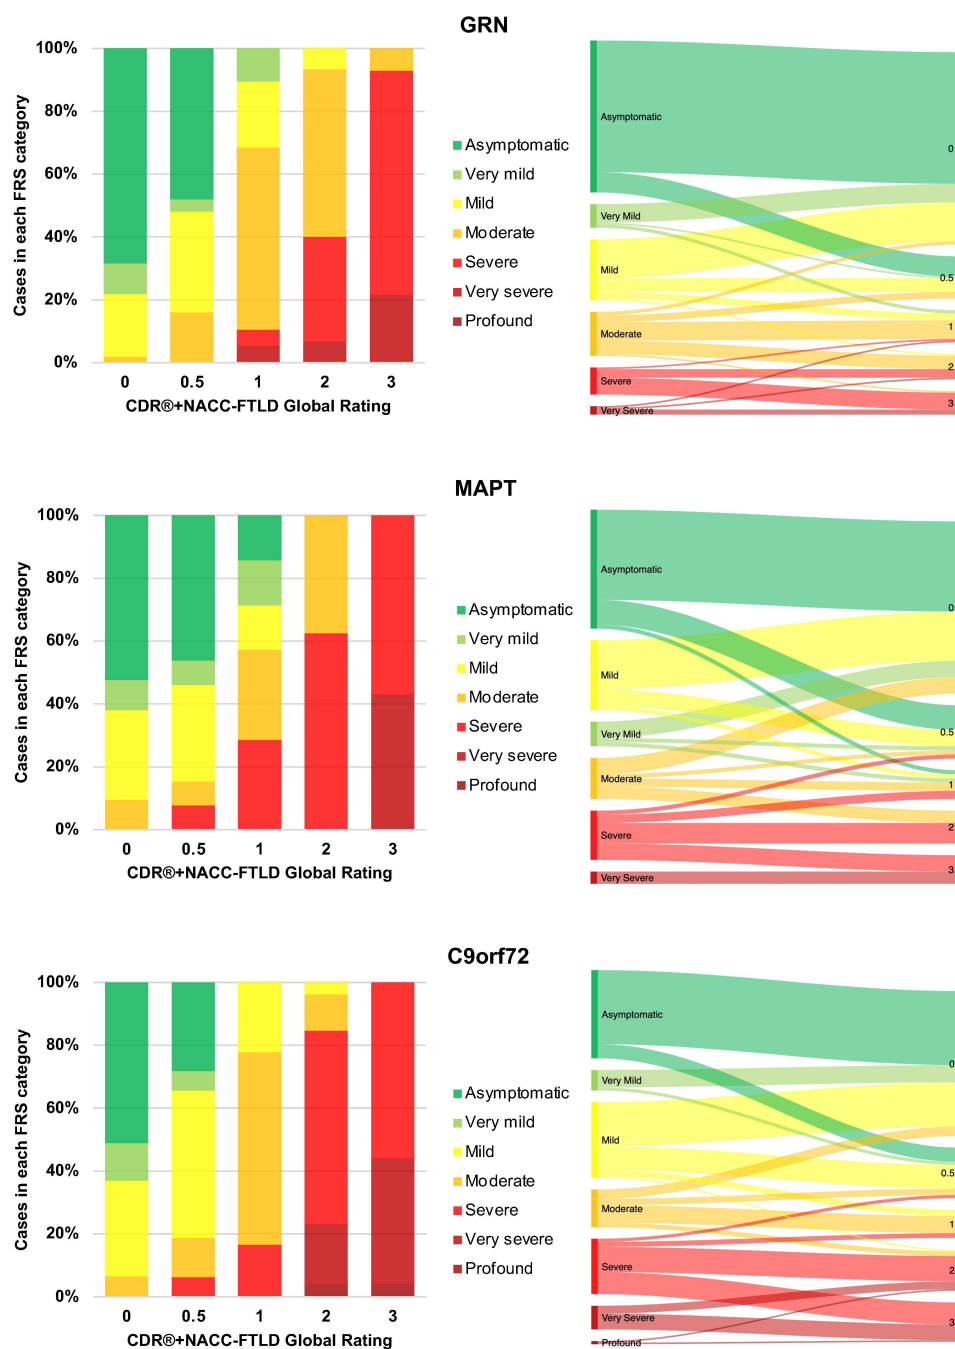 GRN
Cases in each FRS category
100%
80%
60%
40%
20%
0%
0 0.5 1 2 3
CDR®+NACC-FTLD Global Rating
Asymptomatic
Very mild
Mild
Moderate
Severe
Very severe
Profound
Asymptomatic
Very Mild
Mild
Moderate
Severe
Very Severe
0
0.5
1
2
3
MAPT
Cases in each FRS category
100%
80%
60%
40%
20%
0%
0 0.5 1 2 3
CDR®+NACC-FTLD Global Rating
Asymptomatic
Very mild
Mild
Moderate
Severe
Very severe
Profound
Asymptomatic
Mild
Very Mild
Moderate
Severe
Very Severe
0
0.5
1
2
3
C9orf72
Cases in each FRS category
100%
80%
60%
40%
20%
0%
0 0.5 1 2 3
CDR®+NACC-FTLD Global Rating
Asymptomatic
Very mild
Mild
Moderate
Severe
Very severe
Profound
Asymptomatic
Very Mild
Mild
Moderate
Severe
Very Severe
Profound
0
0.5
1
2
3